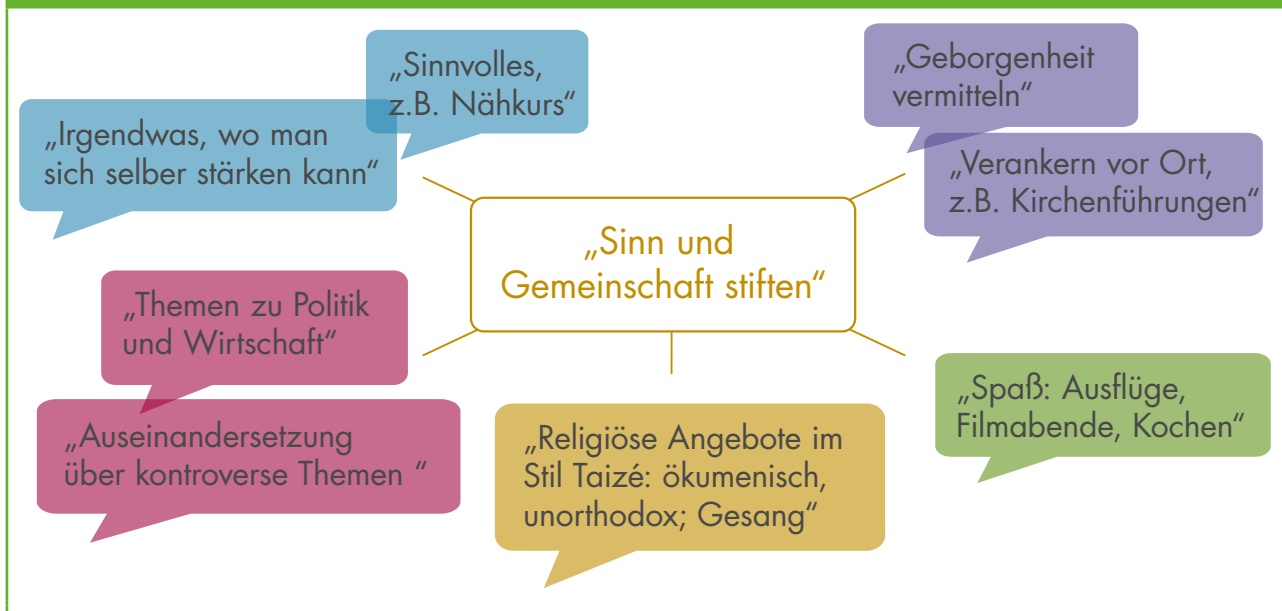 „Sinnvolles,
z.B. Nähkurs“
„Irgendwas, wo man
sich selber stärken kann“
„Geborgenheit
vermitteln“
„Verankern vor Ort,
z.B. Kirchenführungen“
„Sinn und
Gemeinschaft stiften“
„Themen zu Politik
und Wirtschaft“
„Auseinandersetzung
über kontroverse Themen “
„Religiöse Angebote im
Stil Taizé: ökumenisch,
unorthodox; Gesang“
„Spaß: Ausflüge,
Filmabende, Kochen“